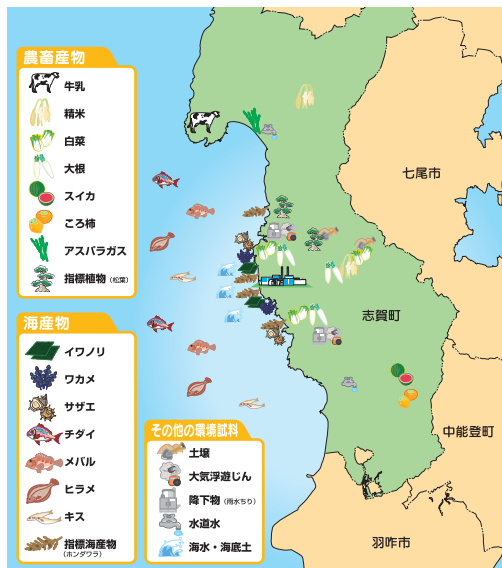 農畜産物
牛乳
精米
白菜
大根
スイカ
ころ柿
アスパラガス
指標植物(松葉)
海産物
イワノリ
ワカメ
サザエ
チダイ
メバル
ヒラメ
キス
指標海産物
(ホンダワラ)
その他の環境試料
土壌
大気浮遊じん
降下物(雨水ちり)
水道水
海水・海底土
七尾市
志賀町
中能登町
羽咋市